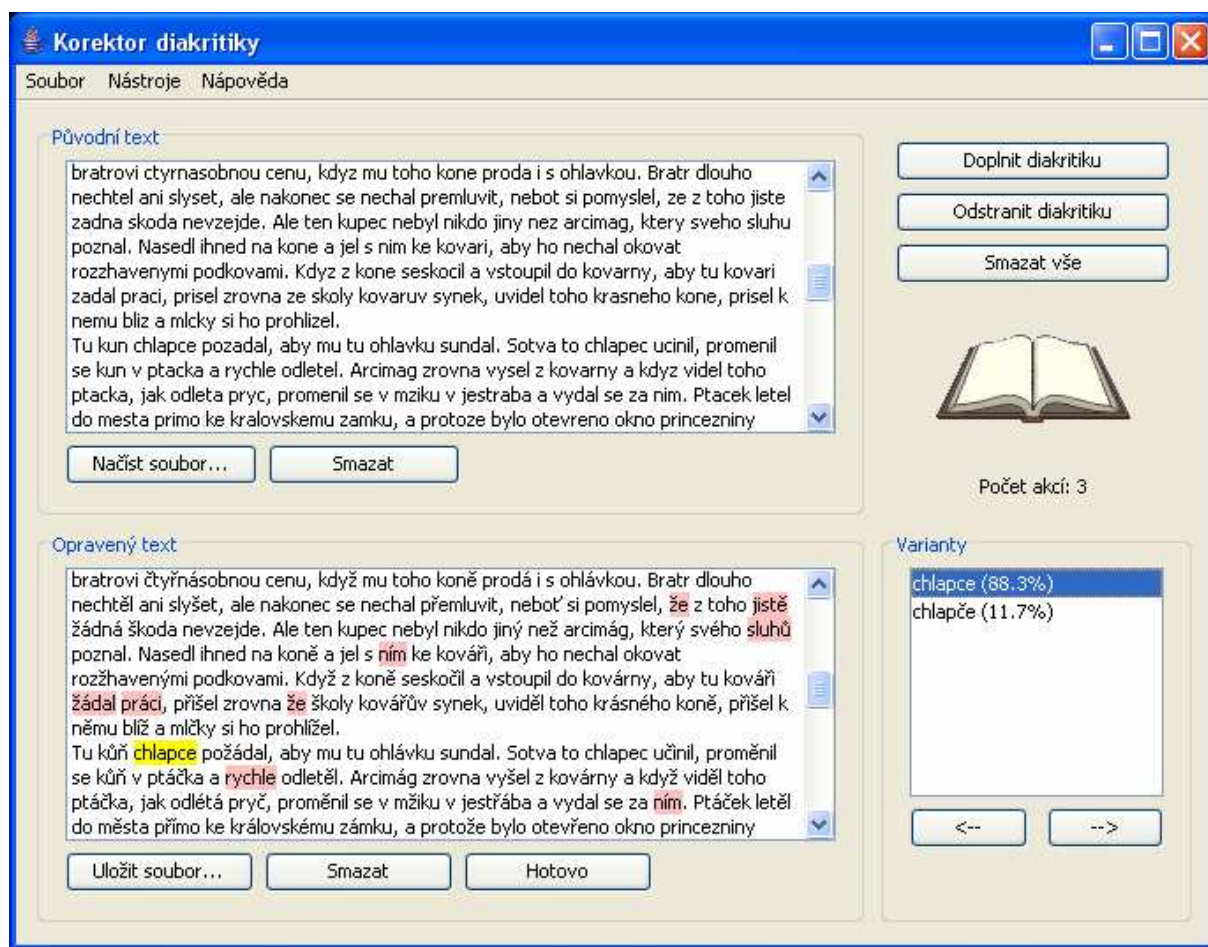 Korektor diakritiky
Soubor Nástroje Nápověda
Původní text
bratrovi ctyrnasobnou cenu, kdyz mu toho kone proda i s ohlavkou. Bratr dlouho
nechtel ani slyset, ale nakonec se nechal premluvit, nebot si pomyslel, ze z toho jiste
zadna skoda nevzejde. Ale ten kupec nebyl nikdo jiny nez arcimag, ktery sveho sluhu
poznal. Nasedl ihned na kone a jel s nim ke kovari, aby ho nechal okovat
rozzhavenymi podkovami. Kdyz z kone seskocil a vstoupil do kovarny, aby tu kovari
zadal praci, prisel zrovna ze skoly kovaruv synek, uvidel toho krasneho kone, prisel k
nemu bliz a mlcky si ho prohlizel.
Tu kun chlapce pozadal, aby mu tu ohlavku sundal. Sotva to chlapec ucinil, promenil
se kun v ptacka a rychle odletel. Arcimag zrovna vysel z kovarny a kdyz videl toho
ptacka, jak odleta pryc, promenil se v mziku v jestraba a vydal se za nim. Ptacek letel
do mesta primo ke kralovskemu zamku, a protoze bylo otevreno okno princezniny
Načíst soubor...
Smazat
Doplnit diakritiku
Odstranit diakritiku
Smazat vše
Počet akcí: 3
Opravený text
bratrovi čtyřnásobnou cenu, když mu toho koně prodá i s ohlávkou. Bratr dlouho
nechtěl ani slyšet, ale nakonec se nechal přemluvit, neboť si pomyslel, že z toho jistě
žádná škoda nevzejde. Ale ten kupec nebyl nikdo jiný než arcimág, který svého sluhů
poznal. Nasedl ihned na koně a jel s ním ke kováři, aby ho nechal okovat
rozžhavenými podkovami. Když z koně seskočil a vstoupil do kovárny, aby tu kováři
žádal práci, přišel zrovna že školy kovářův synek, uviděl toho krásného koně, přišel k
němu blíž a mlčky si ho prohlížel.
Tu kůň chlapce požádal, aby mu tu ohlávku sundal. Sotva to chlapec učinil, proměnil
se kůň v ptáčka a rychle odletěl. Arcimág zrovna vyšel z kovárny a když viděl toho
ptáčka, jak odlétá pryč, proměnil se v mžiku v jestřába a vydal se za ním. Ptáček letěl
do města přímo ke královskému zámku, a protože bylo otevřeno okno princezniny
Uložit soubor...
Smazat
Hotovo
Varianty
chlapce (88.3%)
chlapče (11.7%)
<--
-->